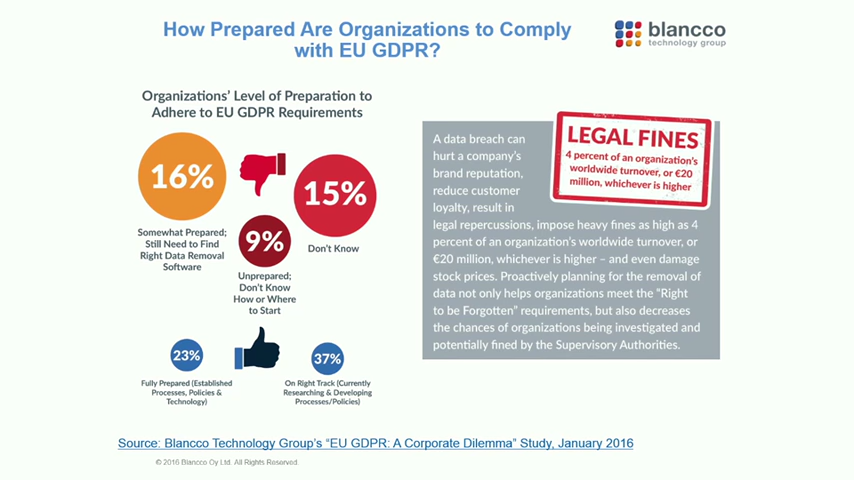 How Prepared Are Organizations to Comply
with EU GDPR?
blancco
technology group
Organizations' Level of Preparation to
Adhere to EU GDPR Requirements
16%
Somewhat Prepared;
Still Need to Find
Right Data Removal
Software
15%
Don't Know
9%
Unprepared;
Don't Know
How or Where
to Start
23%
Fully Prepared (Established
Processes, Policies &
Technology)
37%
On Right Track (Currently
Researching & Developing
Processes/Policies)
LEGAL FINES
4 percent of an organization's
worldwide turnover, or €20
million, whichever is higher
A data breach can
hurt a company's
brand reputation,
reduce customer
loyalty, result in
legal repercussions, impose heavy fines as high as 4
percent of an organization's worldwide turnover, or
€20 million, whichever is higher – and even damage
stock prices. Proactively planning for the removal of
data not only helps organizations meet the "Right
to be Forgotten" requirements, but also decreases
the chances of organizations being investigated and
potentially fined by the Supervisory Authorities.
Source: Blancco Technology Group's "EU GDPR: A Corporate Dilemma" Study, January 2016
© 2016 Blancco Oy Ltd. All Rights Reserved.